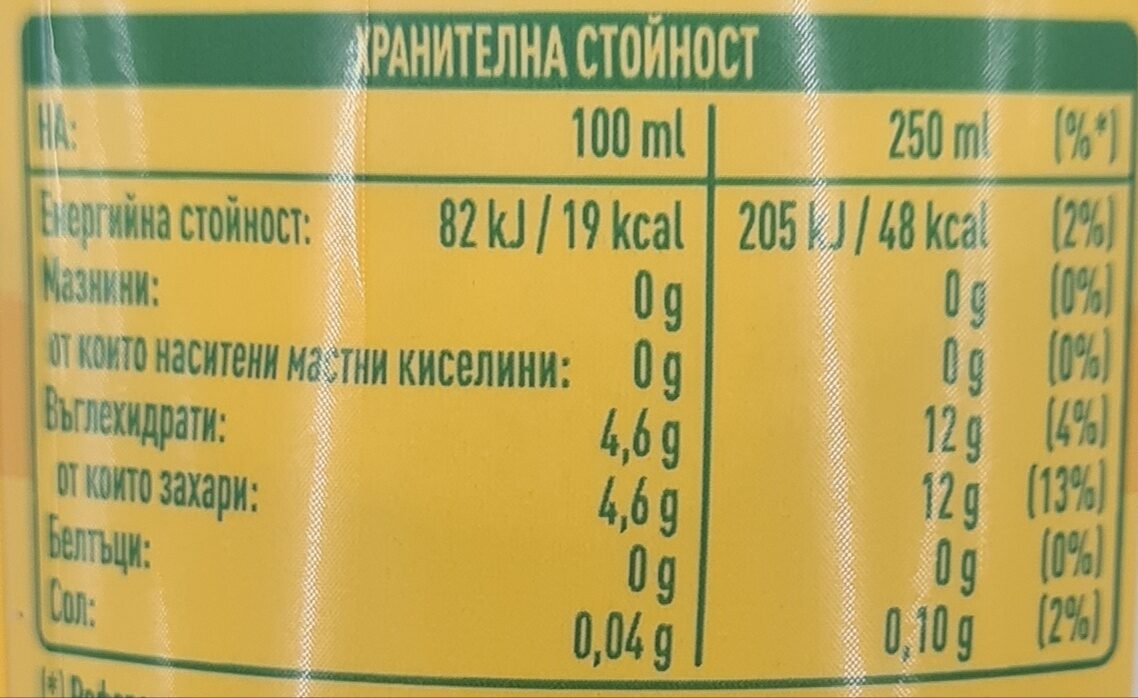 ХРАНИТЕЛНА СТОЙНОСТ
НА: 100 ml 250 ml (%*)
Енергийна стойност: 82 kJ / 19 kcal 205 kJ / 48 kcal (2%)
Мазнини: 0 g 0 g (0%)
от които наситени мастни киселини: 0 g 0 g (0%)
Въглехидрати: 4,6 g 12 g (4%)
от които захари: 4,6 g 12 g (13%)
Белтъци: 0 g 0 g (0%)
Сол: 0,04 g 0,10 g (2%)
(*)